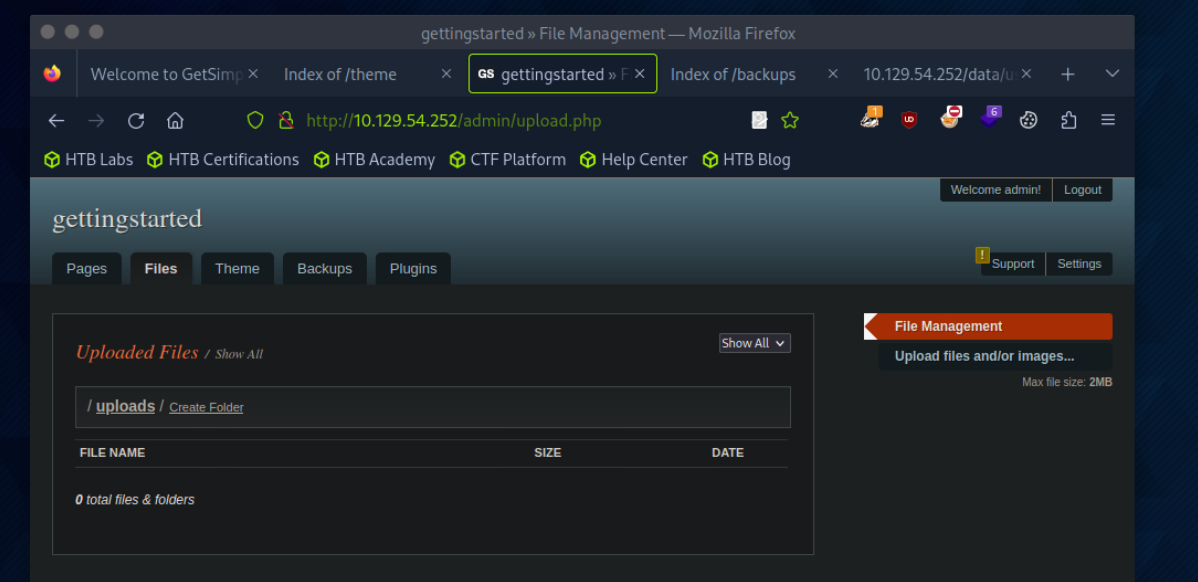 gettingstarted » File Management — Mozilla Firefox
Welcome to GetSimp Index of /theme GS gettingstarted » F Index of /backups 10.129.54.252/data/u
http://10.129.54.252/admin/upload.php 1 6
HTB Labs HTB Certifications HTB Academy CTF Platform Help Center HTB Blog
Welcome admin! Logout
gettingstarted
Pages Files Theme Backups Plugins ! Support Settings
Uploaded Files / Show All Show All
/ uploads / Create Folder
FILE NAME SIZE DATE
0 total files & folders
File Management
Upload files and/or images...
Max file size: 2MB